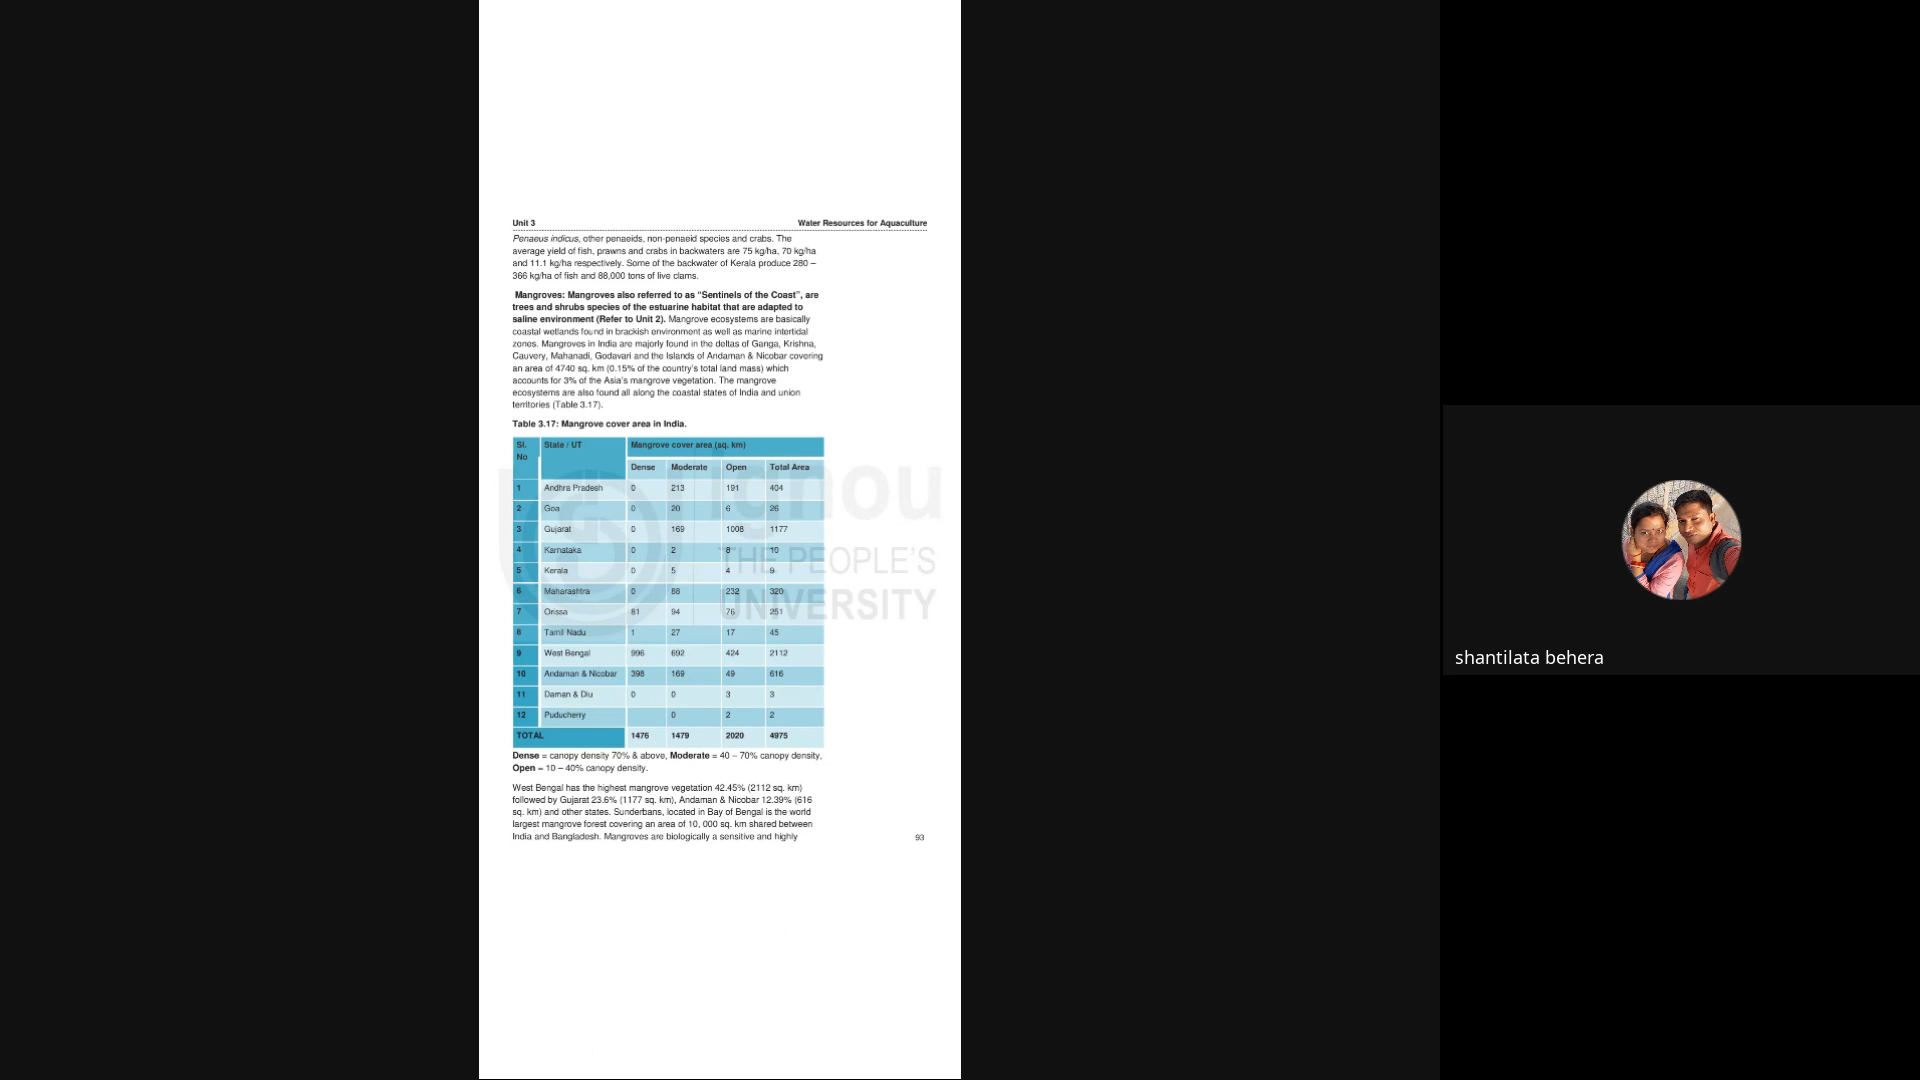 Unit 3 Water Resources for Aquaculture
Penaeus indicus, other penaeids, non-penaeid species and crabs. The
average yield of fish, prawns and crabs in backwaters are 75 kg/ha, 70 kg/ha
and 11.1 kg/ha respectively. Some of the backwater of Kerala produce 280 –
366 kg/ha of fish and 88,000 tons of live clams.
Mangroves: Mangroves also referred to as “Sentinels of the Coast”, are
trees and shrubs species of the estuarine habitat that are adapted to
saline environment (Refer to Unit 2). Mangrove ecosystems are basically
coastal wetlands found in brackish environment as well as marine intertidal
zones. Mangroves in India are majorly found in the deltas of Ganga, Krishna,
Cauvery, Mahanadi, Godavari and the Islands of Andaman & Nicobar covering
an area of 4740 sq. km (0.15% of the country’s total land mass) which
accounts for 3% of the Asia’s mangrove vegetation. The mangrove
ecosystems are also found all along the coastal states of India and union
territories (Table 3.17).
Table 3.17: Mangrove cover area in India.
Sl. State / UT Mangrove cover area (sq. km)
No
Dense Moderate Open Total Area
1 Andhra Pradesh 0 213 191 404
2 Goa 0 20 6 26
3 Gujarat 0 169 1008 1177
4 Karnataka 0 2 8 10
5 Kerala 0 5 4 9
6 Maharashtra 0 88 232 320
7 Orissa 81 94 76 251
8 Tamil Nadu 1 27 17 45
9 West Bengal 996 692 424 2112
10 Andaman & Nicobar 398 169 49 616
11 Daman & Diu 0 0 3 3
12 Puducherry 0 2 2
TOTAL 1476 1479 2020 4975
ignou
THE PEOPLE'S
UNIVERSITY
Dense = canopy density 70% & above, Moderate = 40 – 70% canopy density,
Open = 10 – 40% canopy density.
West Bengal has the highest mangrove vegetation 42.45% (2112 sq. km)
followed by Gujarat 23.6% (1177 sq. km), Andaman & Nicobar 12.39% (616
sq. km) and other states. Sunderbans, located in Bay of Bengal is the world
largest mangrove forest covering an area of 10, 000 sq. km shared between
India and Bangladesh. Mangroves are biologically a sensitive and highly
93
shantilata behera